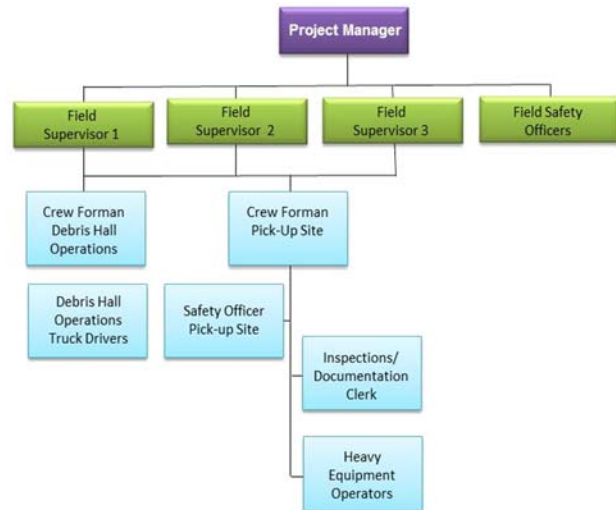 Project Manager
Field
Supervisor 1
Field
Supervisor 2
Field
Supervisor 3
Field Safety
Officers
Crew Forman
Debris Hall
Operations
Crew Forman
Pick-Up Site
Debris Hall
Operations
Truck Drivers
Safety Officer
Pick-up Site
Inspections/
Documentation
Clerk
Heavy
Equipment
Operators